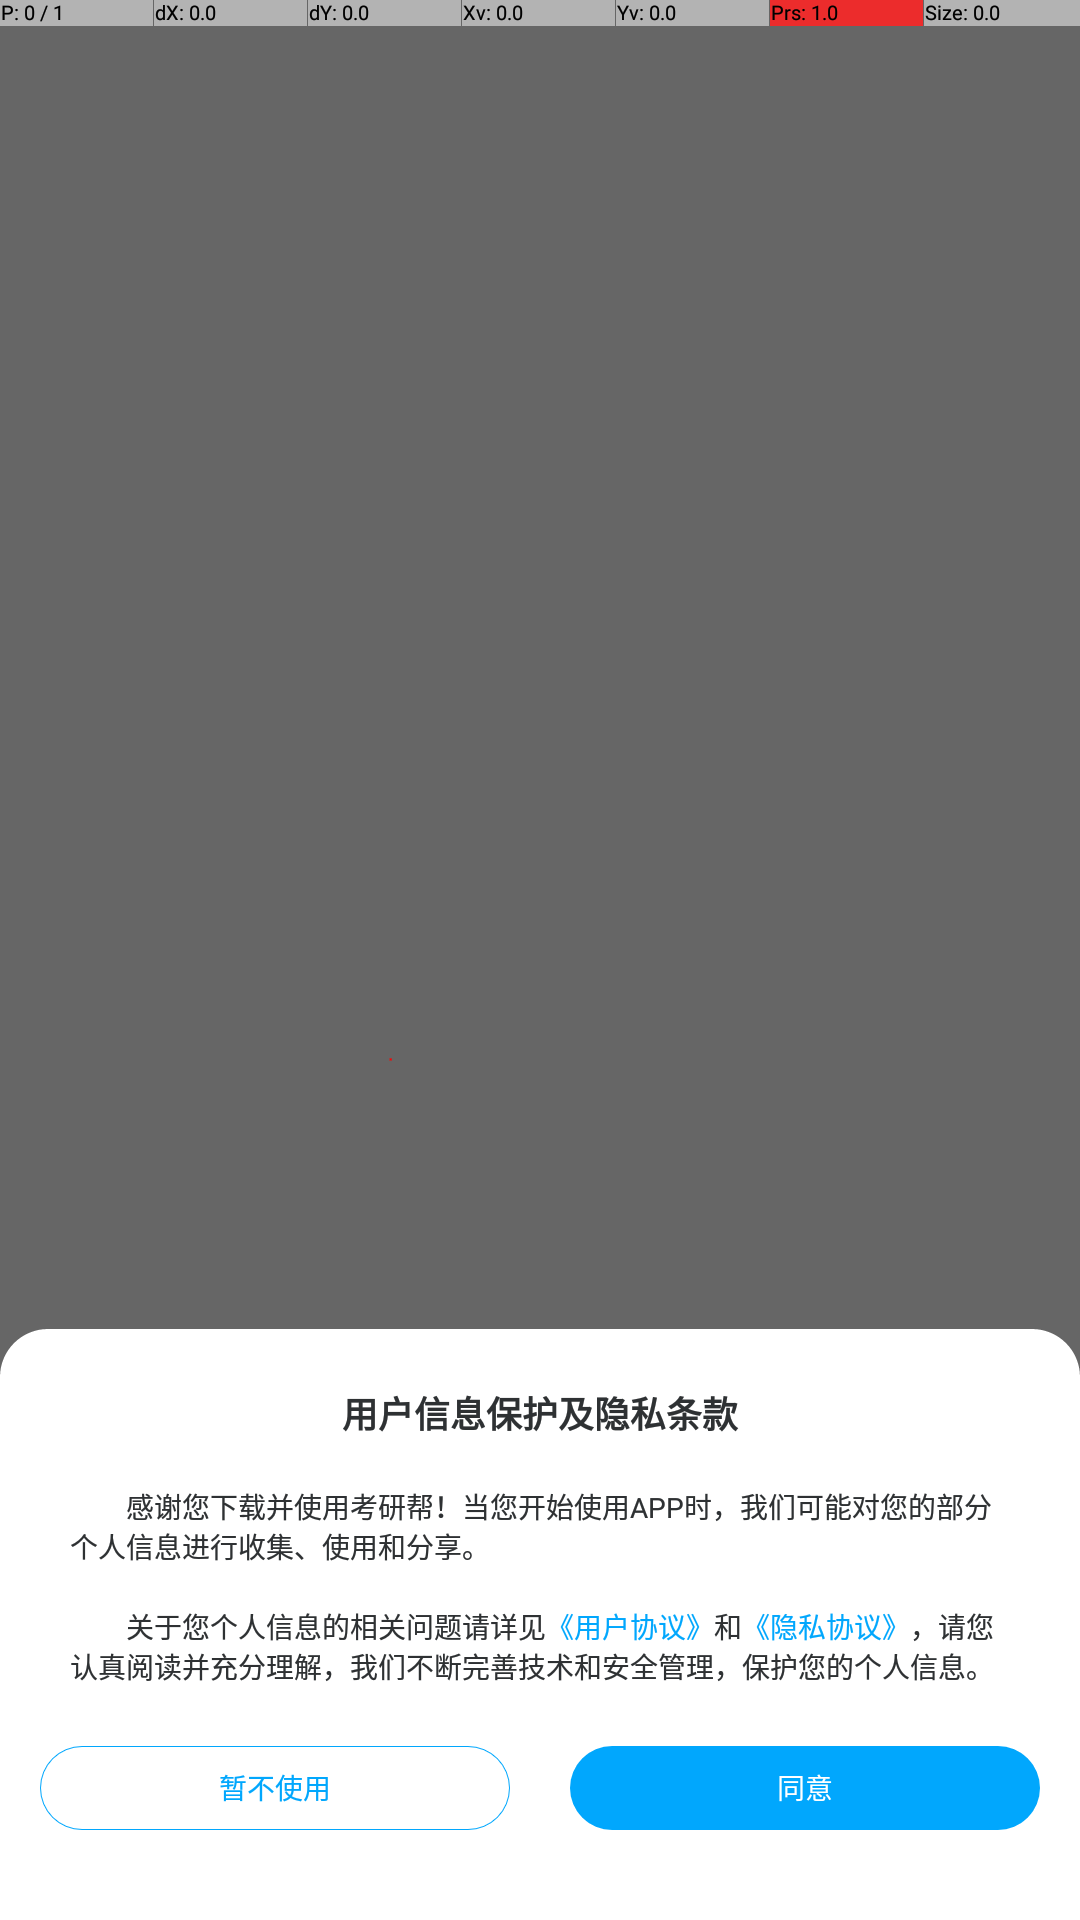 P: 0 / 1 dX: 0.0 dY: 0.0 Xv: 0.0 Yv: 0.0 Prs: 1.0 Size: 0.0
用户信息保护及隐私条款
感谢您下载并使用考研帮！当您开始使用APP时，我们可能对您的部分
个人信息进行收集、使用和分享。
关于您个人信息的相关问题请详见《用户协议》和《隐私协议》，请您
认真阅读并充分理解，我们不断完善技术和安全管理，保护您的个人信息。
暂不使用 同意